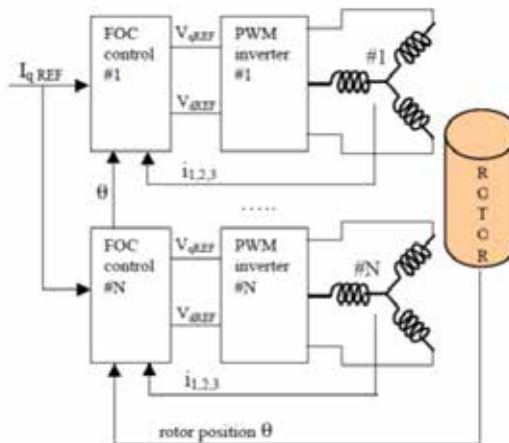 FOC
control
#1
V_qREF
PWM
inverter
#1
#1
I_q REF
V_dREF
i_1,2,3
θ
.....
R
O
T
O
R
FOC
control
#N
V_qREF
PWM
inverter
#N
#N
V_dREF
i_1,2,3
rotor position θ